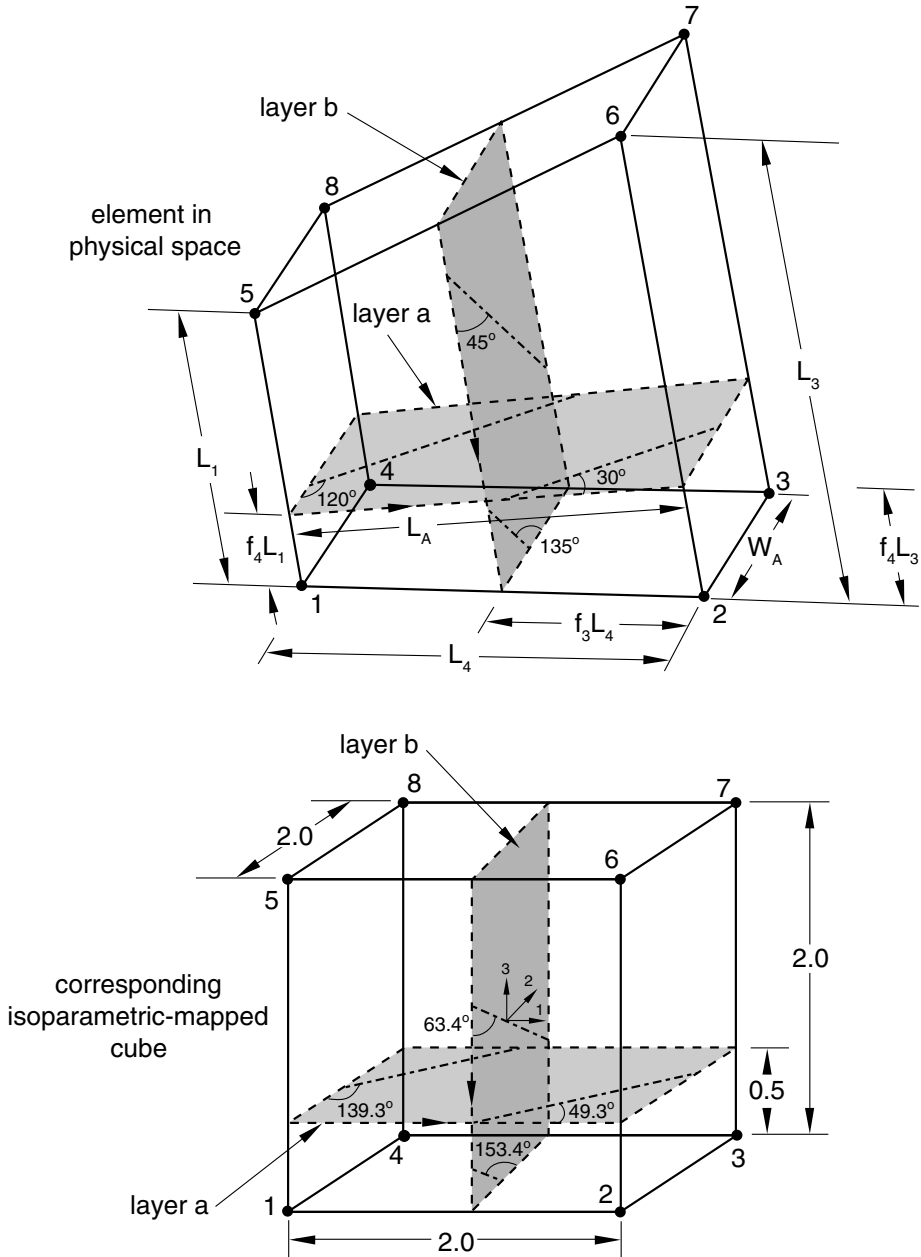 7
layer b
6
8
element in
physical space
5
layer a
45°
L₃
L₁
4
30°
3
120°
L_A
W_A
f₄L₁
135°
f₄L₃
1
2
f₃L₄
L₄
layer b
8
7
2.0
6
5
3
2
2.0
1
corresponding
isoparametric-mapped
cube
63.4°
0.5
139.3°
49.3°
4
153.4°
3
layer a
1
2
2.0